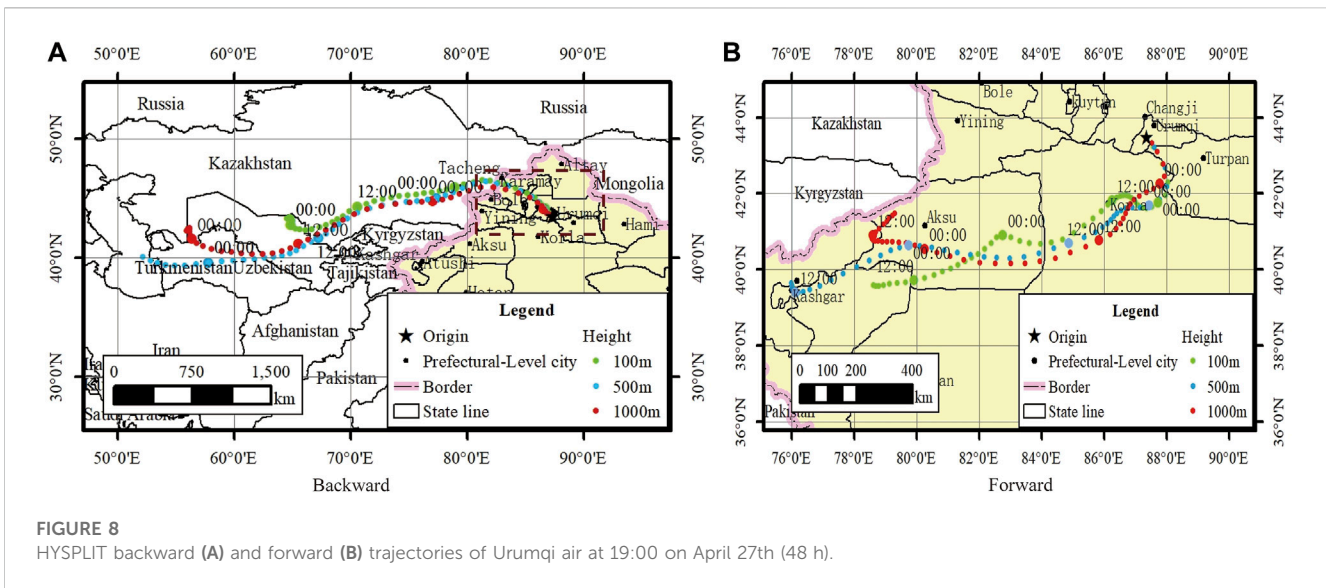 A
50°0'E 60°0'E 70°0'E 80°0'E 90°0'E
Russia
Russia
50°0'N
50°0'N
Kazakhstan
Tacheng
Altay
00:00
00:00
12:00
Karamay
Mongolia
00:00
00:00
Bole
Yining
Urumqi
Hami
00:00
Kyrgyzstan
Korla
Aksu
40°0'N
40°0'N
12:00
Kashgar
Atushi
Turkmenistan
Uzbekistan
Tajikistan
Hotan
Afghanistan
Iran
Pakistan
30°0'N
30°0'N
0 750 1,500
km
Legend
Origin
Height
Prefectural-Level city
100m
Border
500m
State line
1000m
50°0'E 60°0'E 70°0'E 80°0'E 90°0'E
Backward
B
76°0'E 78°0'E 80°0'E 82°0'E 84°0'E 86°0'E 88°0'E 90°0'E
Bole
Kuytun
Changji
Urumqi
Yining
44°0'N
44°0'N
Kazakhstan
Turpan
00:00
Kyrgyzstan
42°0'N
42°0'N
12:00
Korla
00:00
12:00
Aksu
00:00
12:00
12:00
00:00
00:00
12:00
12:00
40°0'N
40°0'N
Kashgar
38°0'N
38°0'N
Pakistan
36°0'N
36°0'N
0 100 200 400
km
Legend
Origin
Height
Prefectural-Level city
100m
Border
500m
State line
1000m
76°0'E 78°0'E 80°0'E 82°0'E 84°0'E 86°0'E 88°0'E 90°0'E
Forward
FIGURE 8
HYSPLIT backward (A) and forward (B) trajectories of Urumqi air at 19:00 on April 27th (48 h).